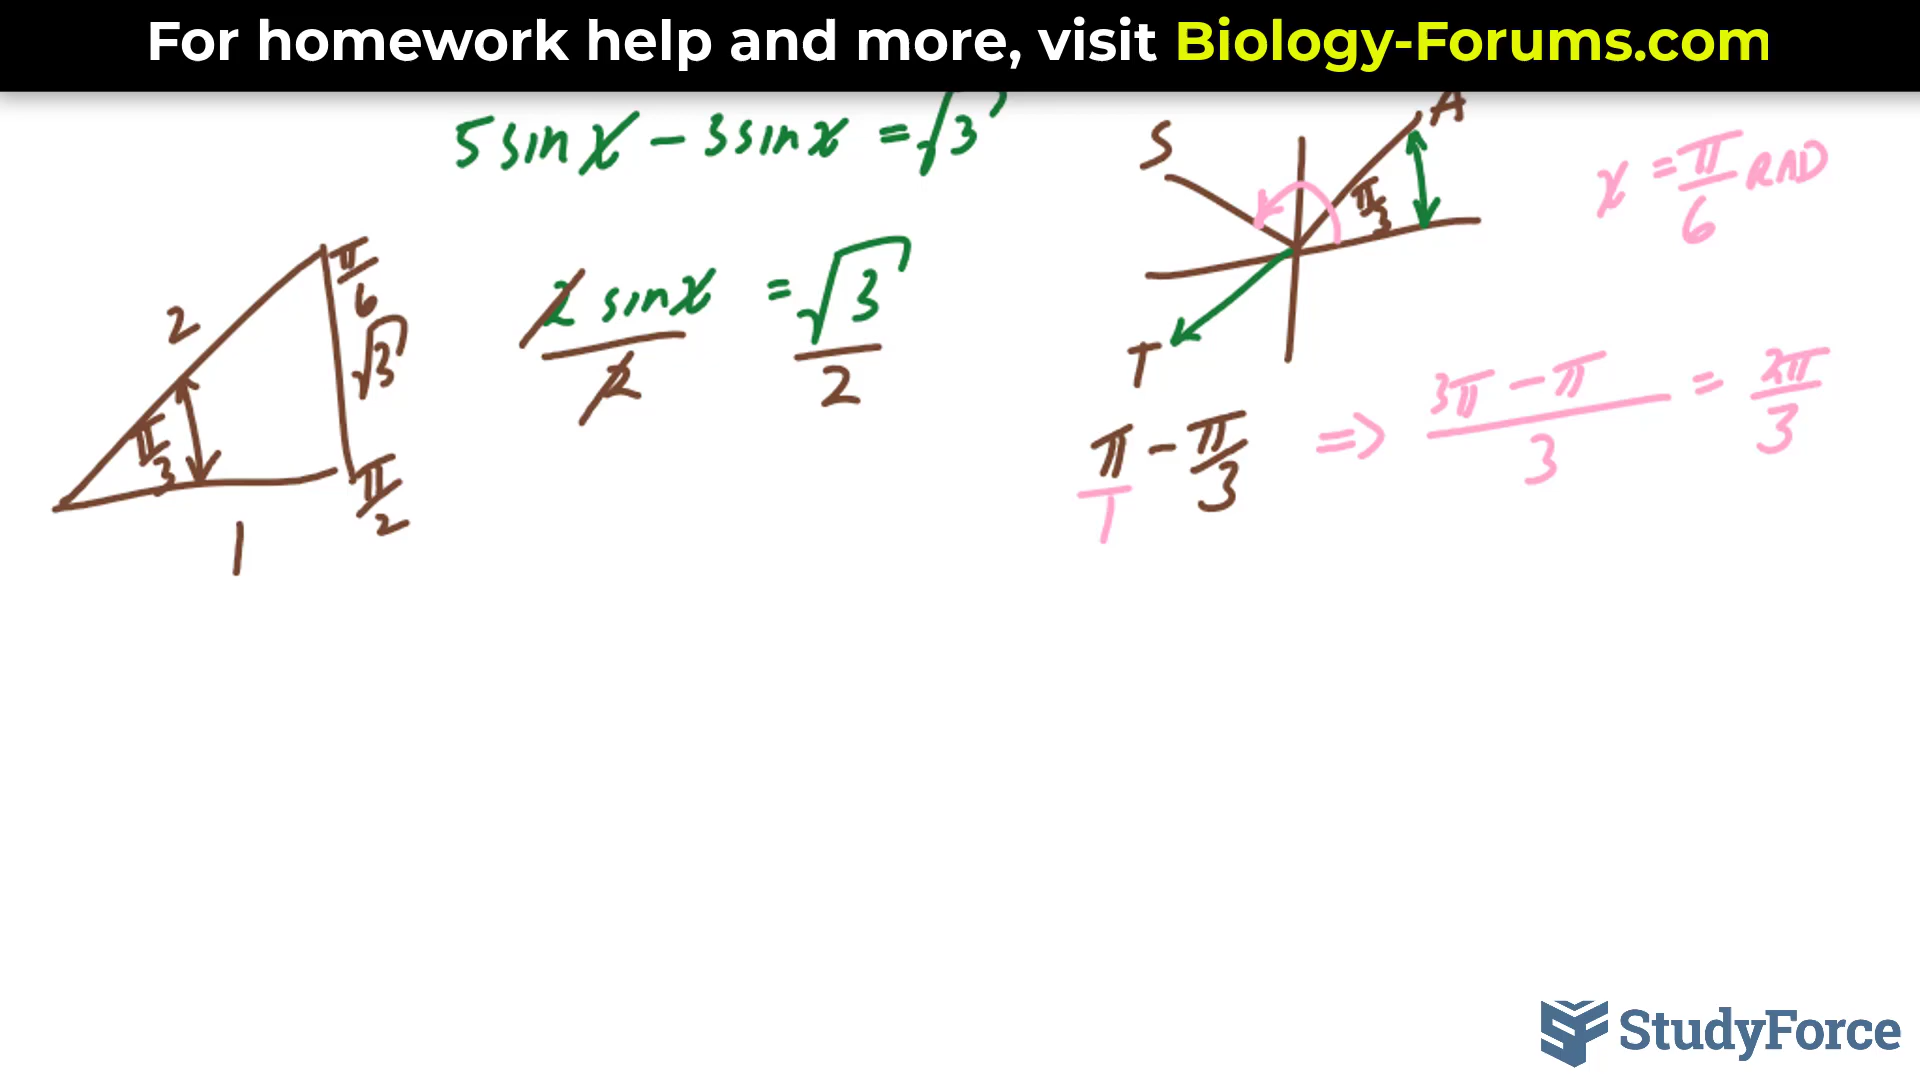 For homework help and more, visit Biology-Forums.com
5 sin x − 3 sin x = √3
2 sin x / 2 = √3 / 2
2
π/6
√3
π/3
π/2
1
S
A
T
π/3
x = π/6 RAD
π/1 − π/3 ⇒ (3π − π)/3 = 2π/3
StudyForce